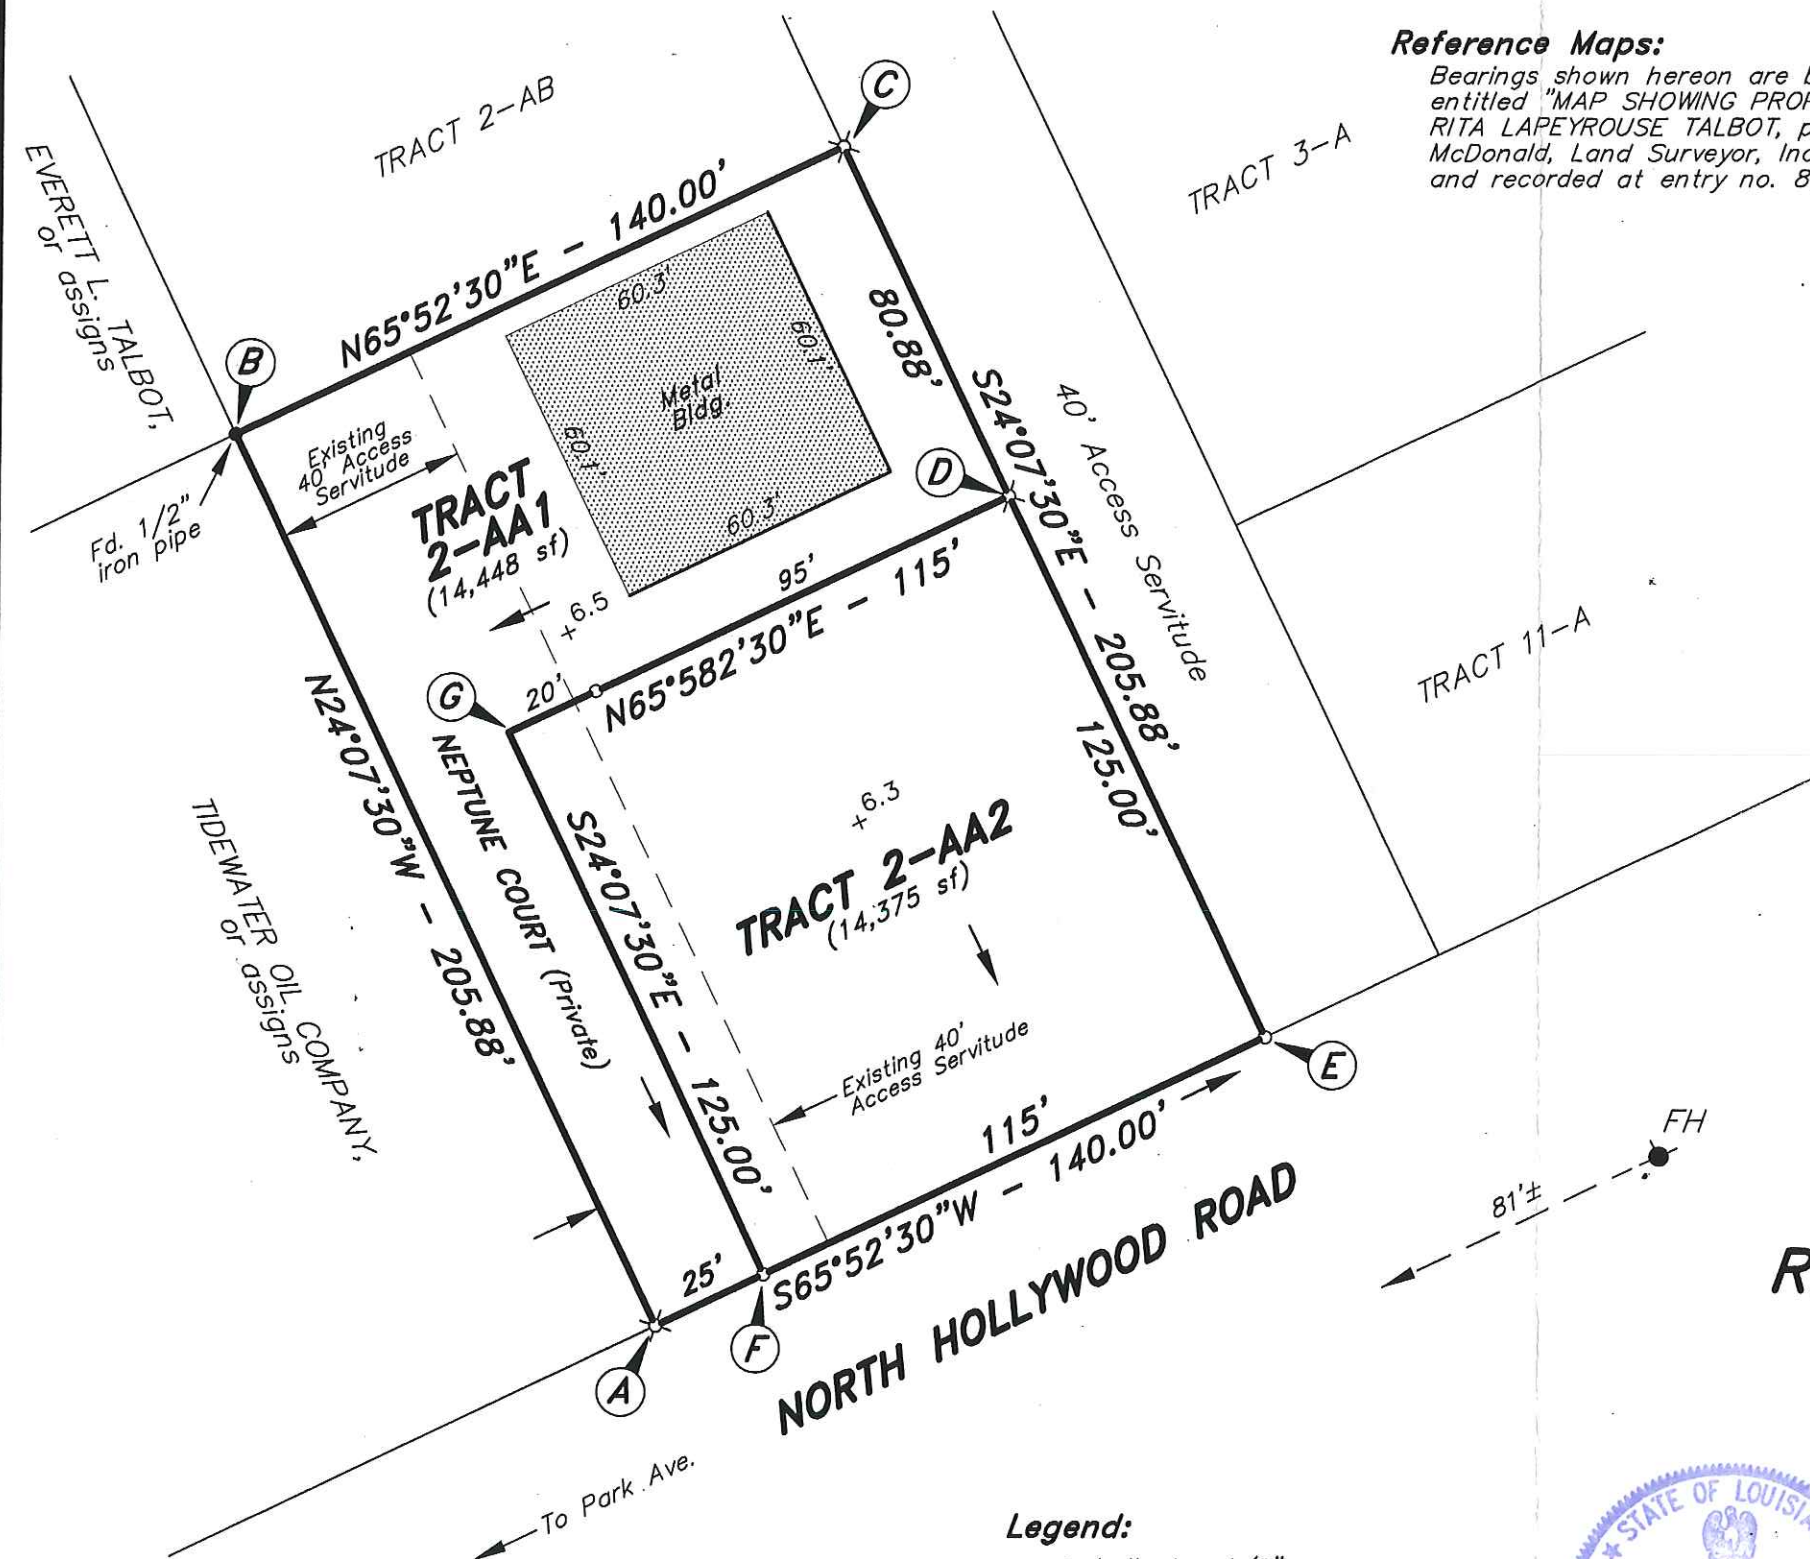 Reference Maps:
Bearings shown hereon are
entitled "MAP SHOWING
RITA LAPEYROUSE TALBOT,
McDonald, Land Surveyor,
and recorded at entry no. 8
C
TRACT 2-AB
TRACT 3-A
EVERETT L. TALBOT,
or assigns
N65°52'30"E - 140.00'
60.3'
B
80.88'
60.1'
Metal
Bldg.
S24°07'30"E - 205.88'
40' Access Servitude
Existing
40' Access
Servitude
60.1'
D
TRACT
2-AA1
(14,448 sf)
60.3'
Fd. 1/2"
iron pipe
95'
+6.5
N65°582'30"E - 115'
TRACT 11-A
G
20'
N24°07'30"W - 205.88'
NEPTUNE COURT (Private)
125.00'
+6.3
TRACT 2-AA2
(14,375 sf)
S24°07'30"E - 125.00'
TIDEWATER OIL COMPANY,
or assigns
Existing 40'
Access Servitude
E
FH
115'
81'±
S65°52'30"W - 140.00'
25'
R
NORTH HOLLYWOOD ROAD
F
A
To Park Ave.
Legend:
STATE OF